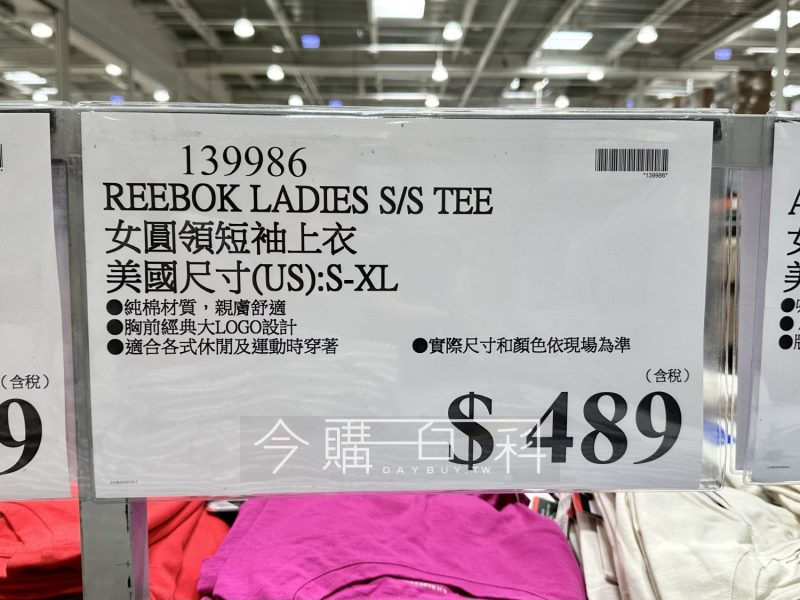 139986
*139986*
REEBOK LADIES S/S TEE
女圓領短袖上衣
美國尺寸(US):S-XL
●純棉材質，親膚舒適
●胸前經典大LOGO設計
●適合各式休閒及運動時穿著
●實際尺寸和顏色依現場為準
(含稅)
$ 489
今購百科
DAYBUY.TW
(含稅)
9